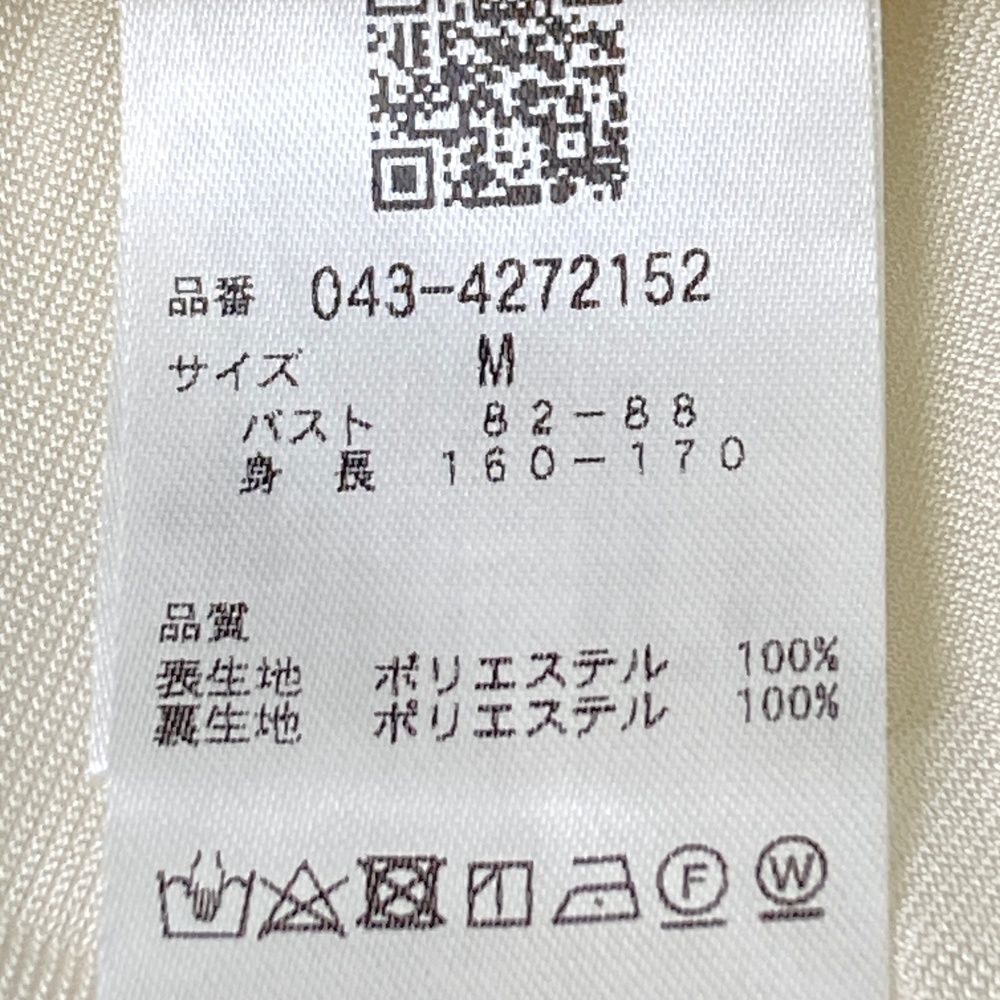 品番 043-4272152
サイズ M
バスト 82-88
身長 160-170
品質
表生地 ポリエステル 100%
裏生地 ポリエステル 100%
F W